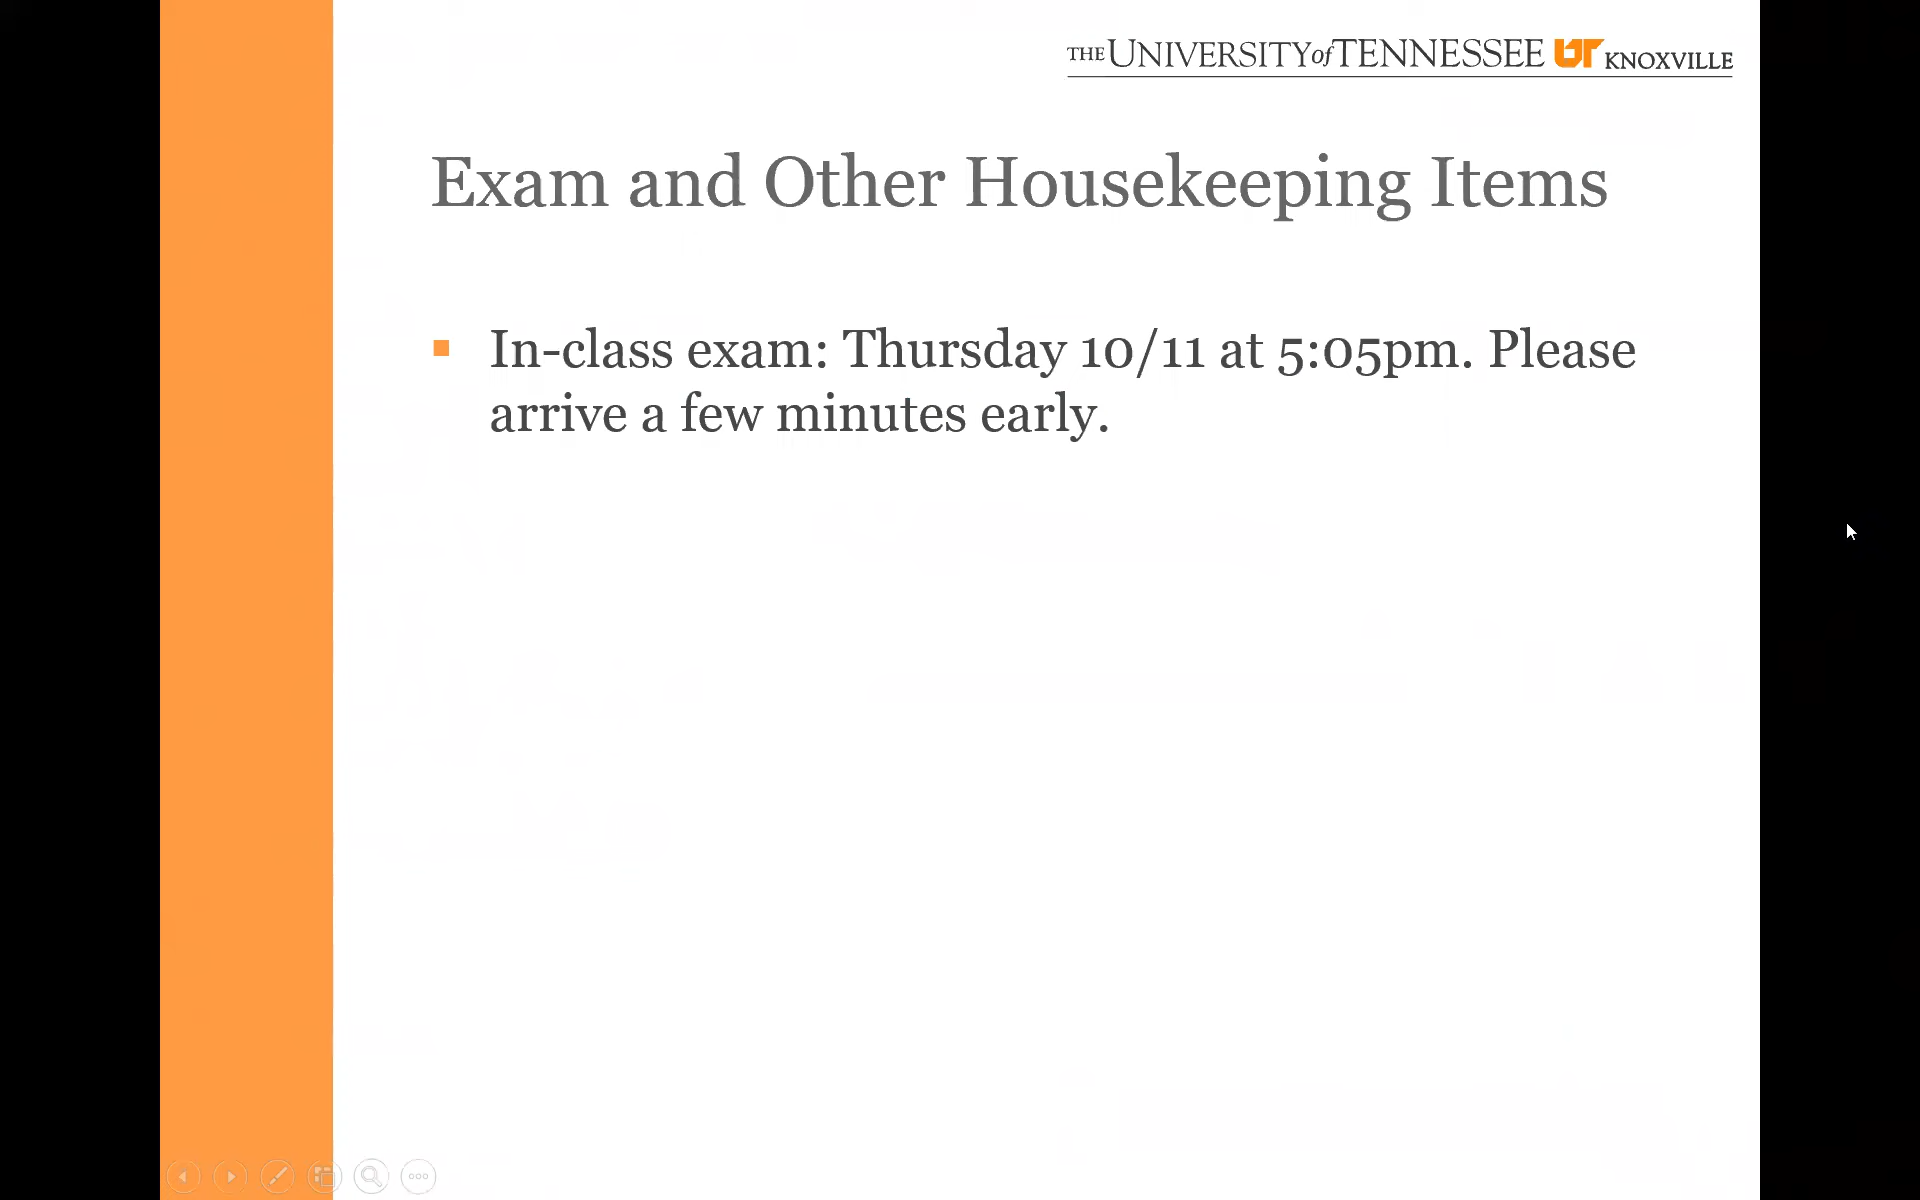 THE UNIVERSITY of TENNESSEE UT KNOXVILLE
Exam and Other Housekeeping Items
In-class exam: Thursday 10/11 at 5:05pm. Please
arrive a few minutes early.